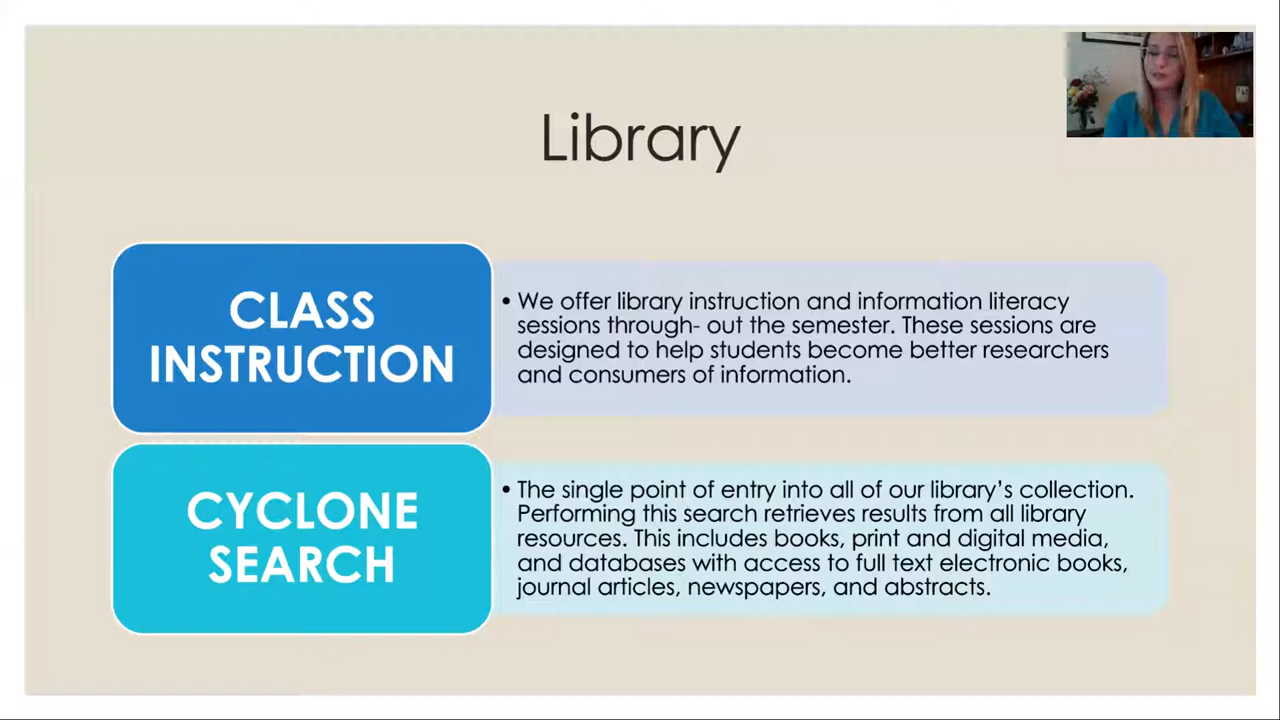 Library
CLASS
INSTRUCTION
• We offer library instruction and information literacy
sessions through- out the semester. These sessions are
designed to help students become better researchers
and consumers of information.
CYCLONE
SEARCH
• The single point of entry into all of our library’s collection.
Performing this search retrieves results from all library
resources. This includes books, print and digital media,
and databases with access to full text electronic books,
journal articles, newspapers, and abstracts.